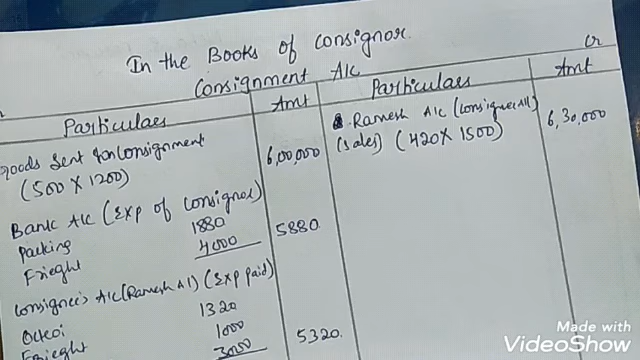 In the Books of Consignor.
Consignment A/c
Cr
Particulars Amt Particulars Amt
Goods Sent on Consignment 6,00,000
(500 X 1200)
Ramesh A/c (Consignee A/c) 6,30,000
(Sales) (420 X 1500)
Bank A/c (Exp of Consignor)
Packing 1880 5880
Frieght 4000
Consignee's A/c (Ramesh A/c) (Exp paid)
Octroi 1320
Frieght 1000
3000 5320
Made with
VideoShow